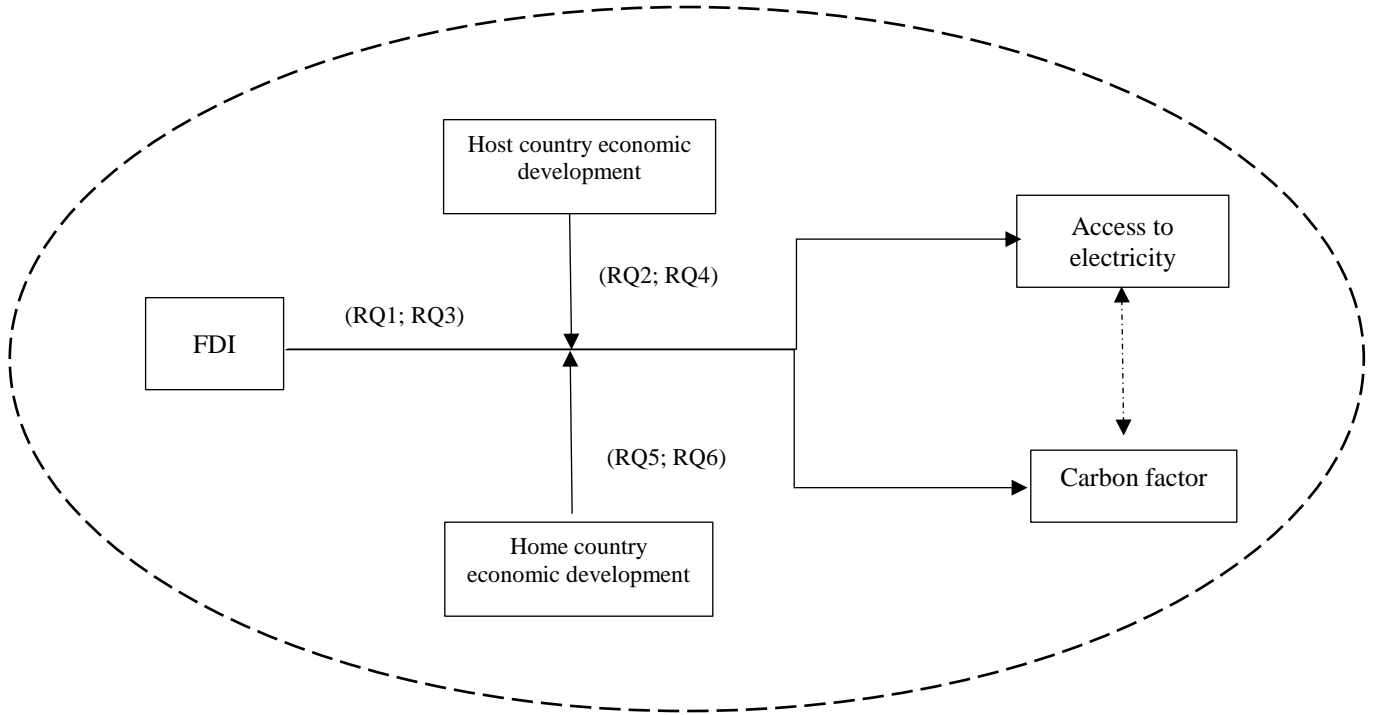 Host country economic
development
Access to
electricity
(RQ2; RQ4)
(RQ1; RQ3)
FDI
(RQ5; RQ6)
Carbon factor
Home country
economic development